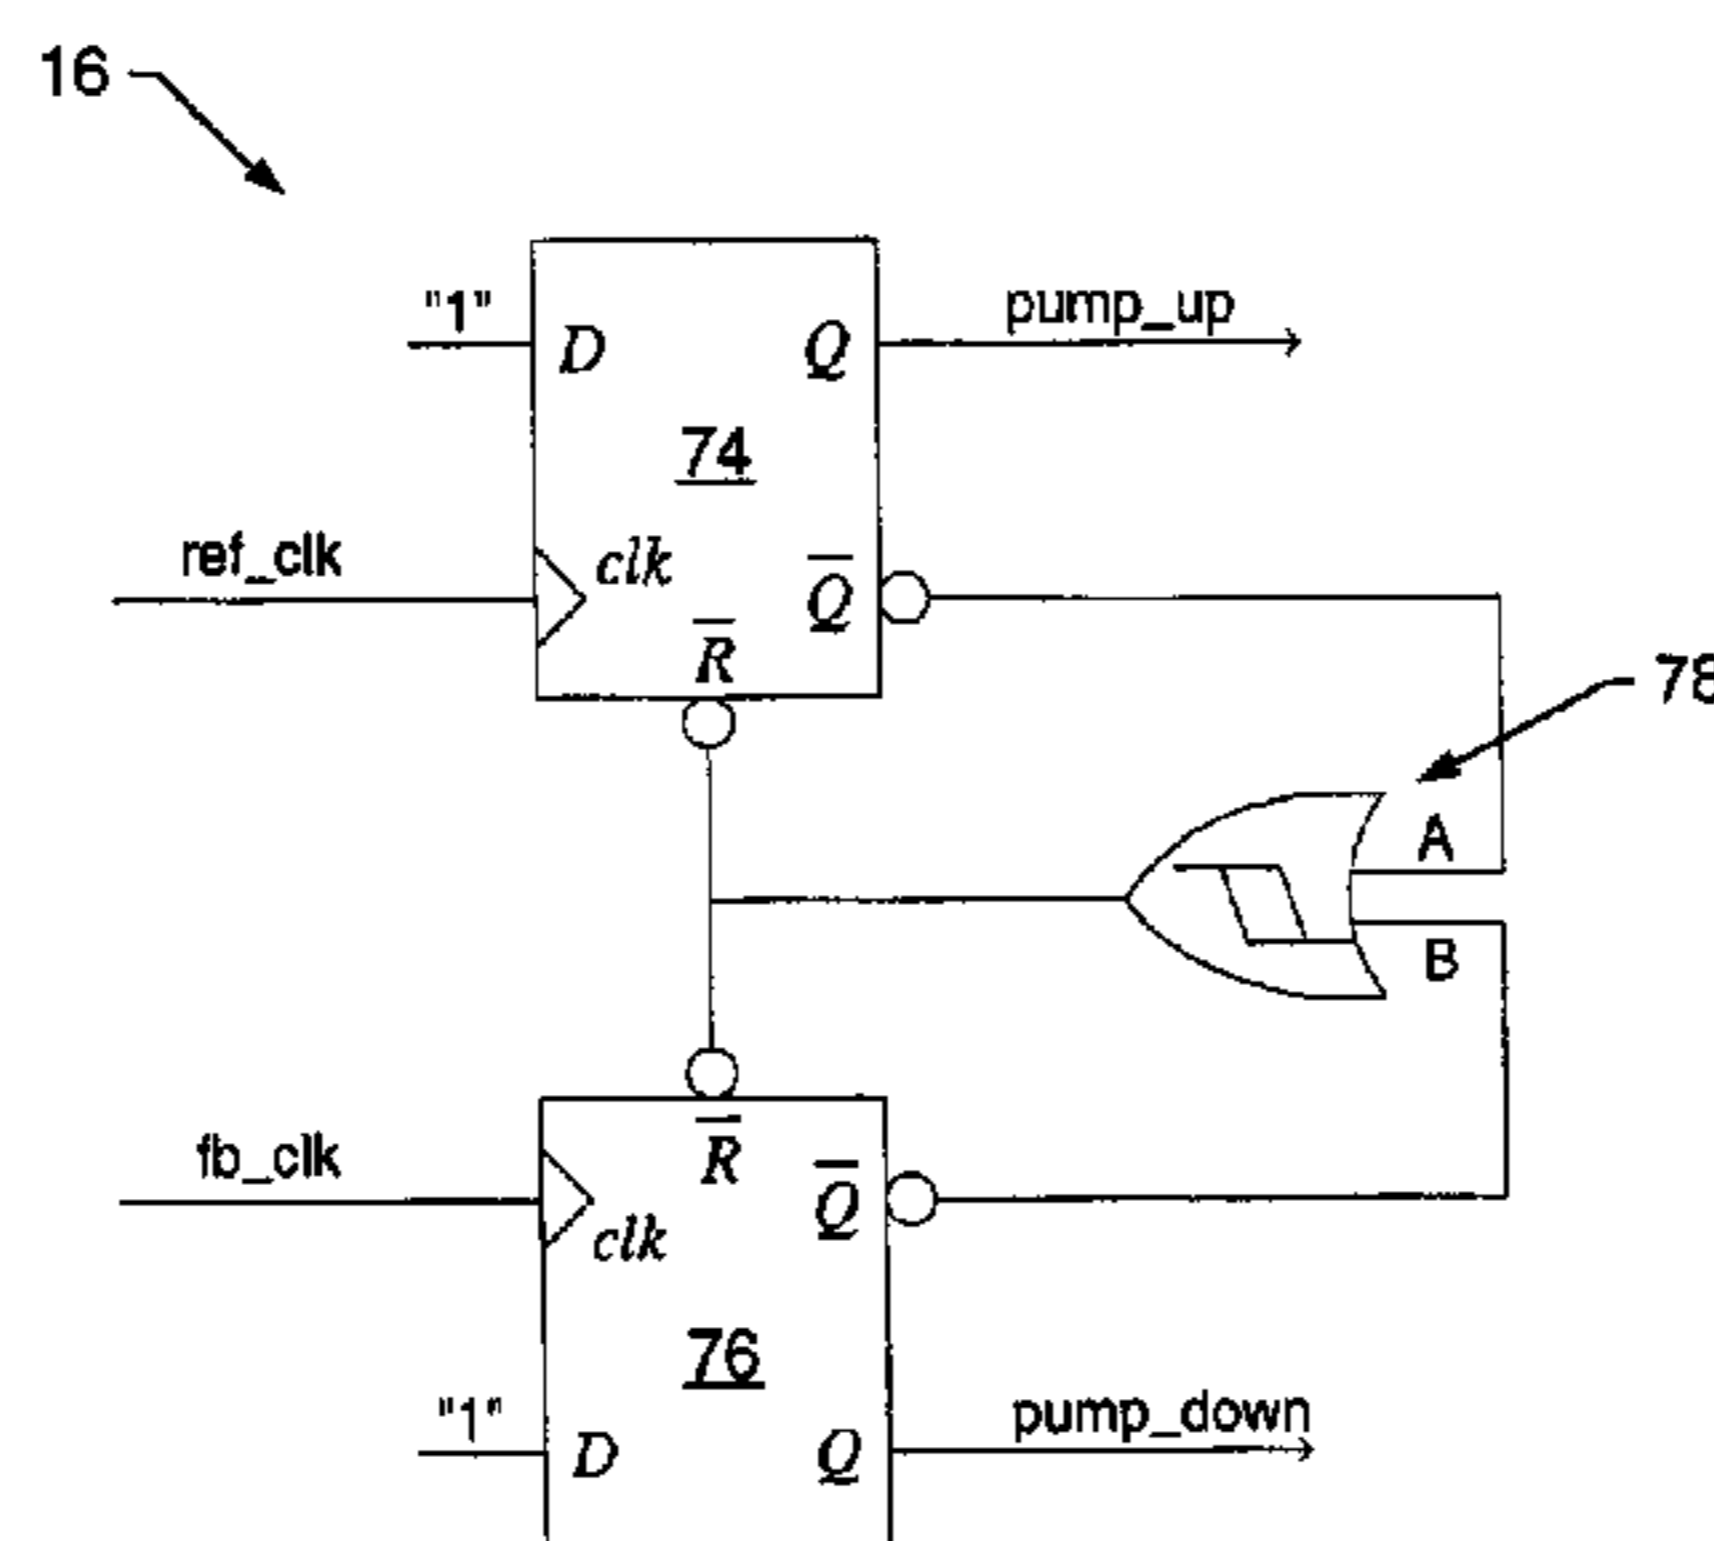 16
"1"
D
Q
pump_up
74
ref_clk
clk
Q̅
R̅
78
A
B
R̅
fb_clk
clk
Q̅
76
"1"
D
Q
pump_down